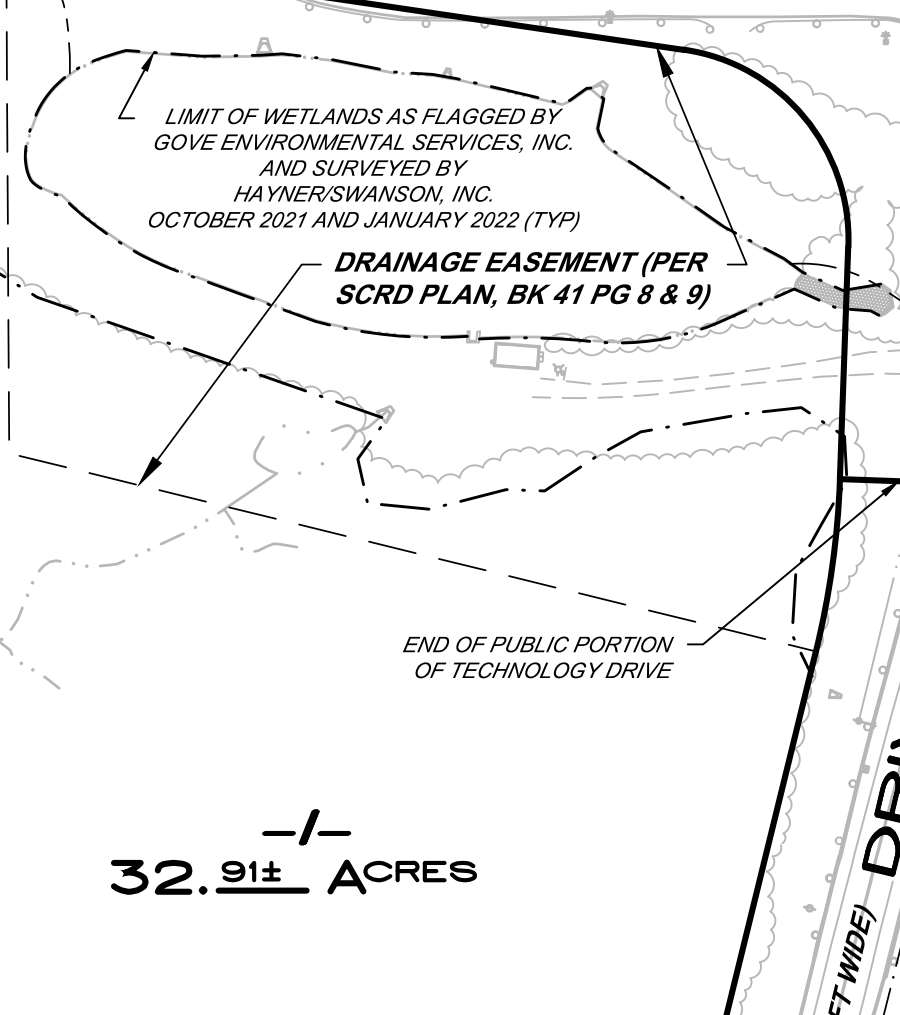 LIMIT OF WETLANDS AS FLAGGED BY
GOVE ENVIRONMENTAL SERVICES, INC.
AND SURVEYED BY
HAYNER/SWANSON, INC.
OCTOBER 2021 AND JANUARY 2022 (TYP)
DRAINAGE EASEMENT (PER
SCRD PLAN, BK 41 PG 8 & 9)
END OF PUBLIC PORTION
OF TECHNOLOGY DRIVE
-/-
32.91± ACRES
WIDE)